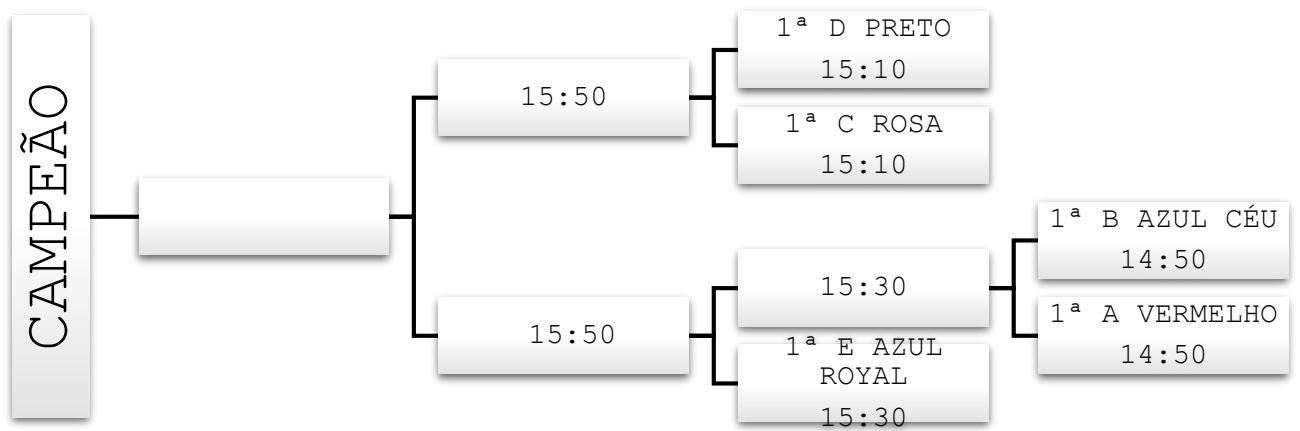 CAMPEÃO
15:50
1ª D PRETO
15:10
1ª C ROSA
15:10
15:50
15:30
1ª B AZUL CÉU
14:50
1ª A VERMELHO
14:50
1ª E AZUL
ROYAL
15:30